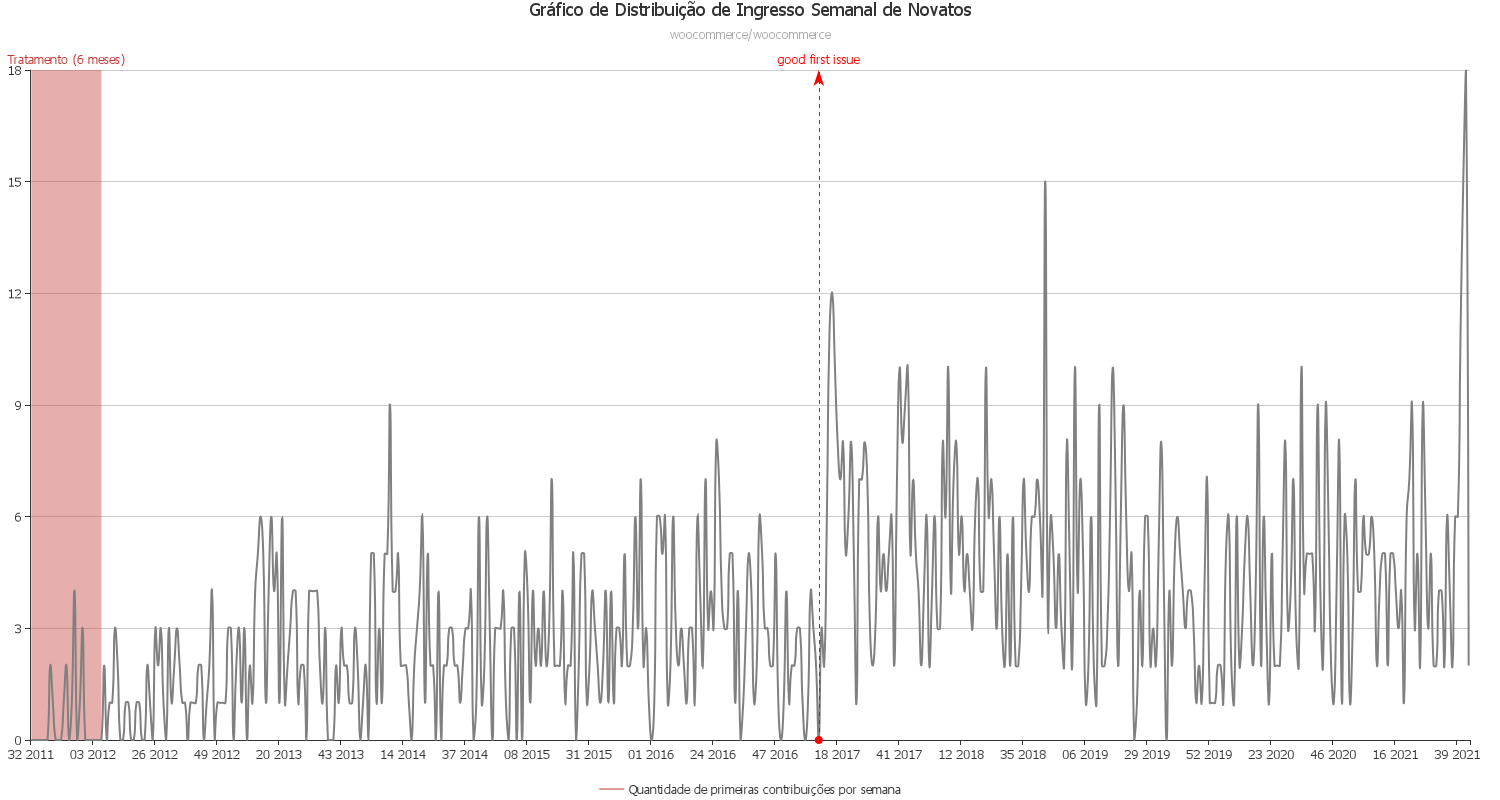 Gráfico de Distribuição de Ingresso Semanal de Novatos
woocommerce/woocommerce
Tratamento (6 meses)
good first issue
18
15
12
9
6
3
0
32 2011 03 2012 26 2012 49 2012 20 2013 43 2013 14 2014 37 2014 08 2015 31 2015 01 2016 24 2016 47 2016 18 2017 41 2017 12 2018 35 2018 06 2019 29 2019 52 2019 23 2020 46 2020 16 2021 39 2021
Quantidade de primeiras contribuições por semana